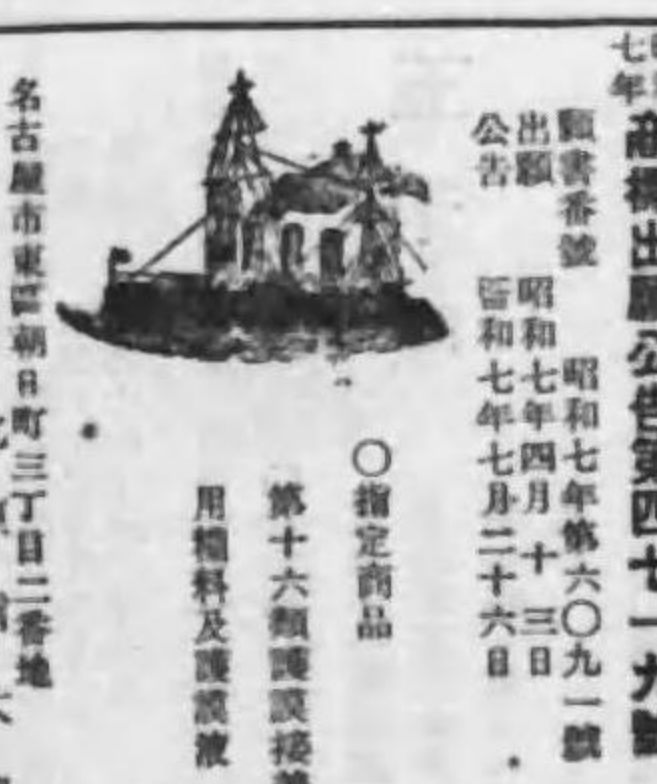 七年
商標出願公告第四七一九號
願書番號 昭和七年第六〇九一號
出願 昭和七年四月十三日
公告 昭和七年七月二十六日
〇指定商品
第十六類護謨接
用糊料及護謨液
名古屋市東區朝日町三丁目二番地